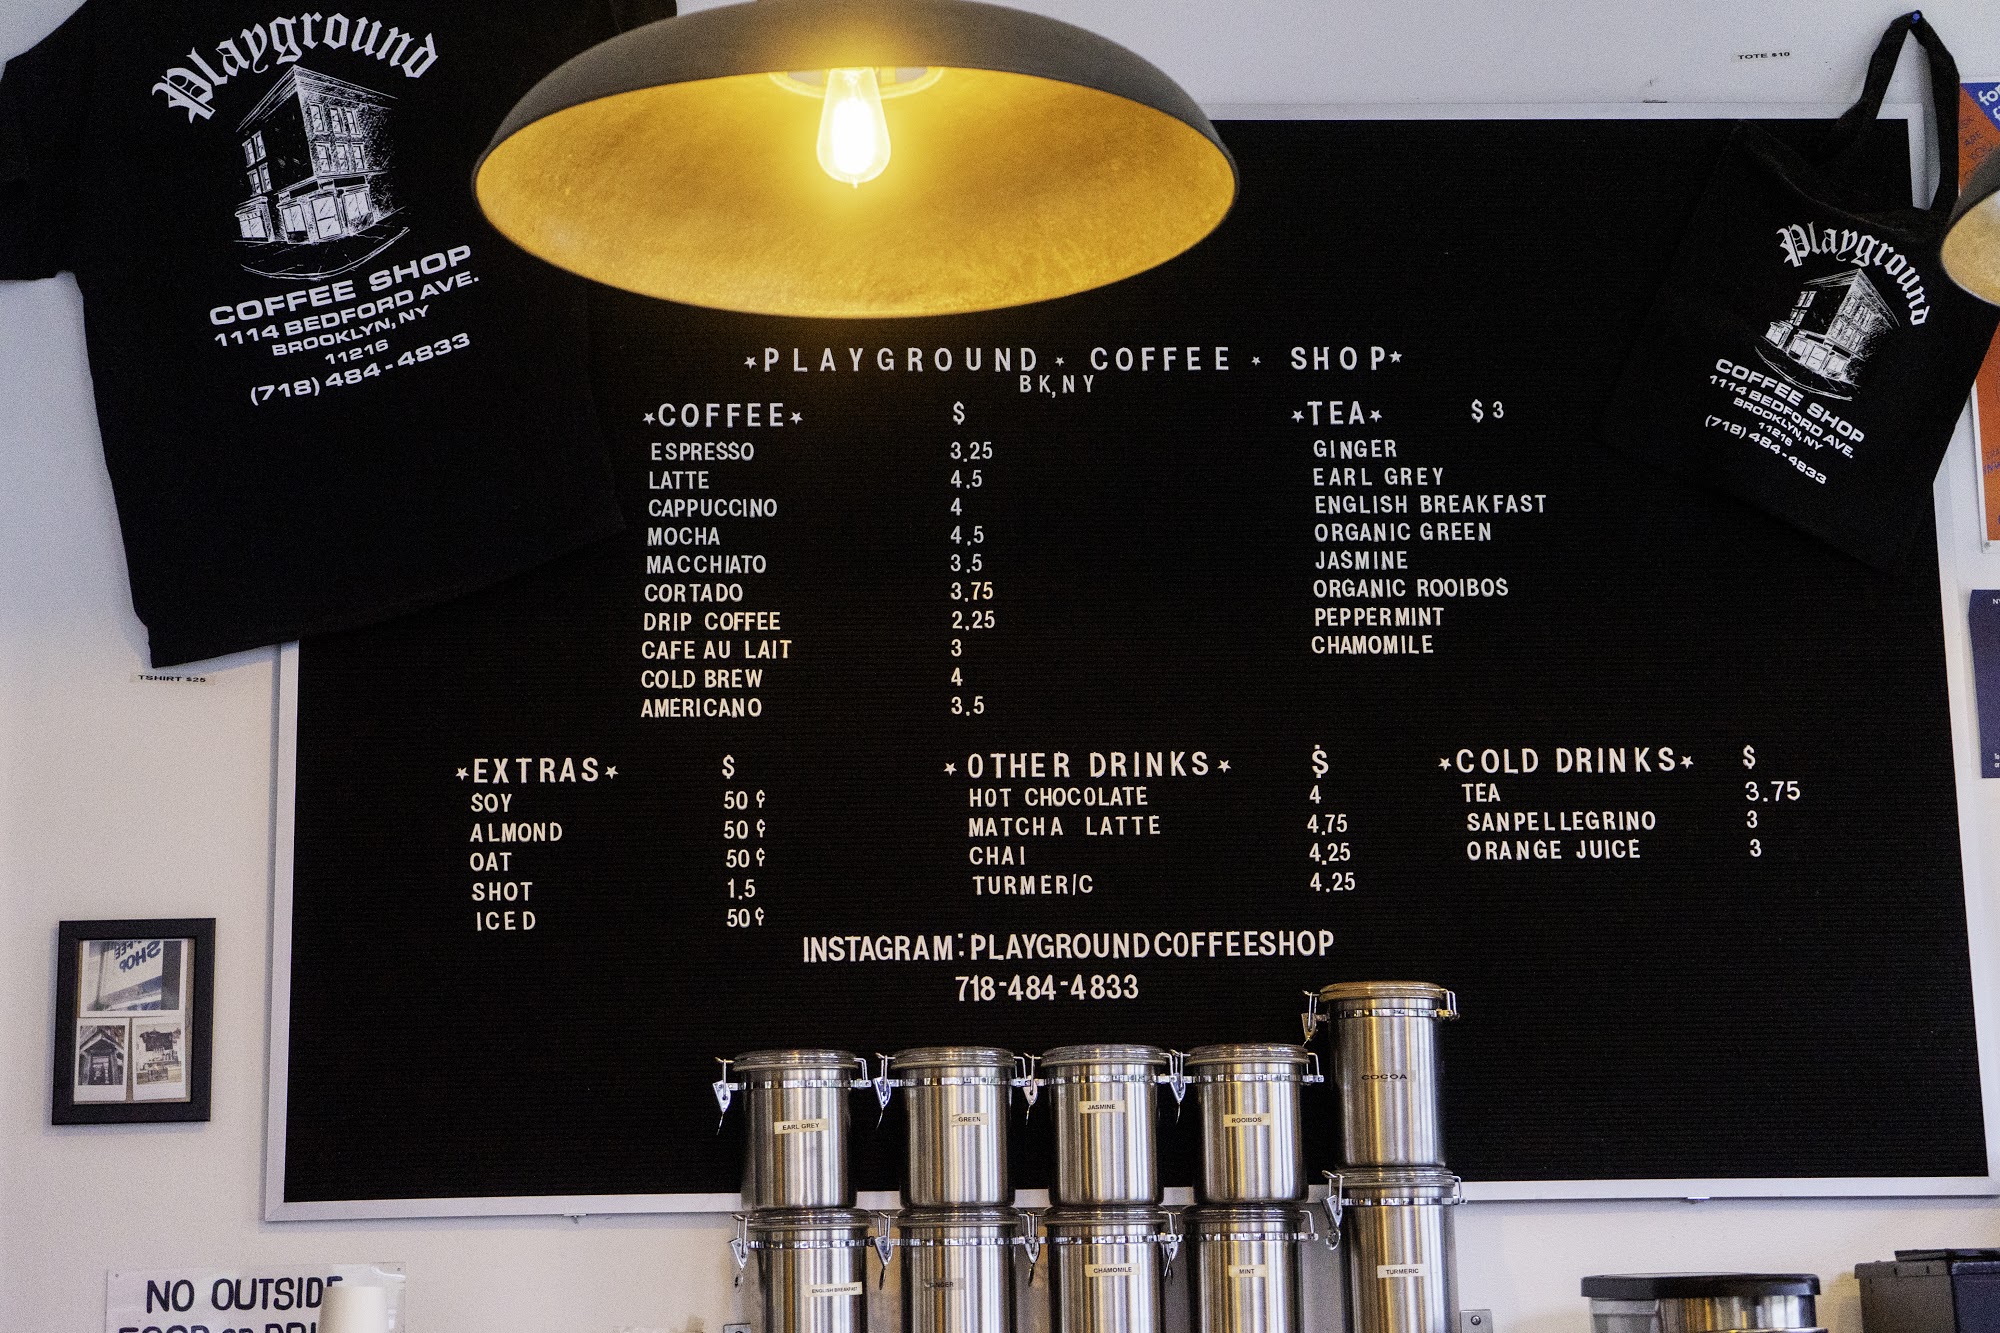 Playground
COFFEE SHOP
1114 BEDFORD AVE.
BROOKLYN, NY
11216
(718) 484-4833
TSHIRT $25
TOTE $10
Playground
COFFEE SHOP
1114 BEDFORD AVE.
BROOKLYN, NY
11216
(718) 484-4833
*PLAYGROUND * COFFEE * SHOP*
BK,NY
*COFFEE* $
ESPRESSO 3.25
LATTE 4.5
CAPPUCCINO 4
MOCHA 4.5
MACCHIATO 3.5
CORTADO 3.75
DRIP COFFEE 2.25
CAFE AU LAIT 3
COLD BREW 4
AMERICANO 3.5
*TEA* $3
GINGER
EARL GREY
ENGLISH BREAKFAST
ORGANIC GREEN
JASMINE
ORGANIC ROOIBOS
PEPPERMINT
CHAMOMILE
*EXTRAS* $
SOY 50¢
ALMOND 50¢
OAT 50¢
SHOT 1.5
ICED 50¢
*OTHER DRINKS* $
HOT CHOCOLATE 4
MATCHA LATTE 4.75
CHAI 4.25
TURMERIC 4.25
*COLD DRINKS* $
TEA 3.75
SANPELLEGRINO 3
ORANGE JUICE 3
INSTAGRAM:PLAYGROUNDCOFFEESHOP
718-484-4833
COCOA
EARL GREY
GREEN
JASMINE
ROOIBOS
ENGLISH BREAKFAST
GINGER
CHAMOMILE
MINT
TURMERIC
SHOP
NO OUTSIDE
FOOD OR